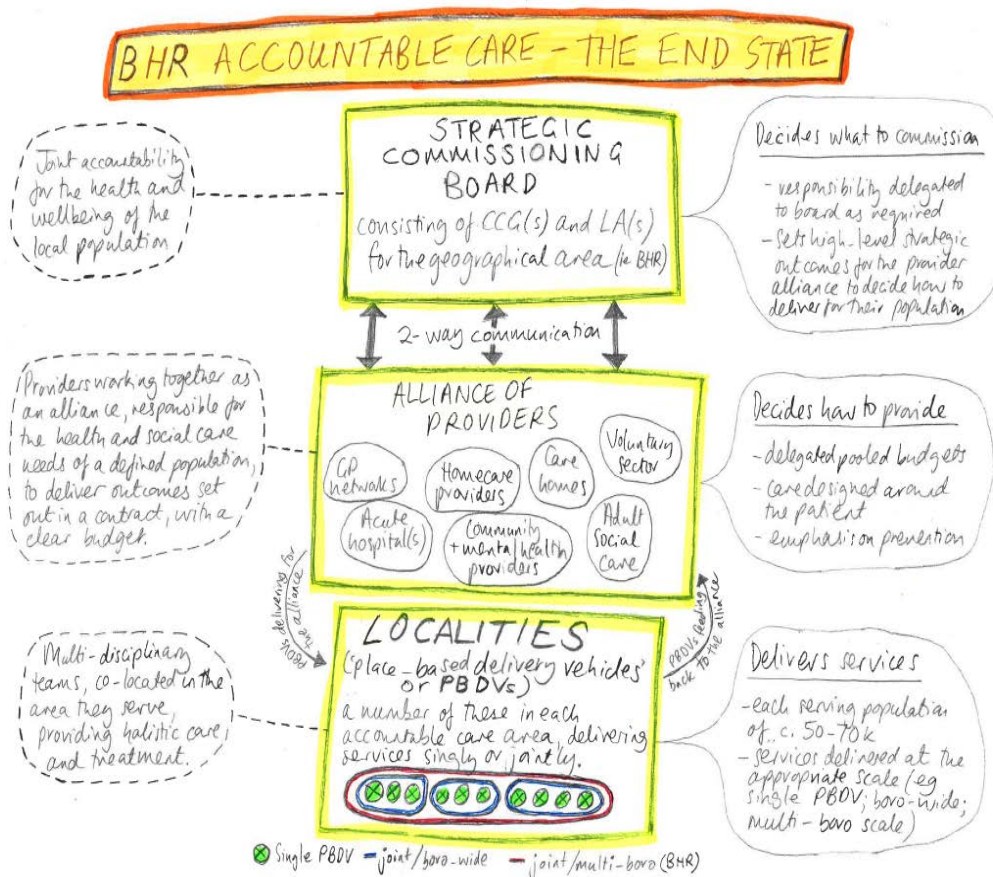 BHR ACCOUNTABLE CARE - THE END STATE
Joint accountability
for the health and
wellbeing of the
local population
STRATEGIC
COMMISSIONING
BOARD
consisting of CCG(s) and LA(s)
for the geographical area (ie BHR)
Decides what to commission
- responsibility delegated
to board as required
- sets high-level strategic
outcomes for the provider
alliance to decide how to
deliver for their population
2-way communication
Providers working together as
an alliance, responsible for
the health and social care
needs of a defined population,
to deliver outcomes set
out in a contract, with a
clear budget.
ALLIANCE OF
PROVIDERS
GP
networks
Homecare
providers
Care
homes
Voluntary
sector
Acute
hospital(s)
Community
+ mental health
providers
Adult
social
care
Decides how to provide
- delegated pooled budgets
- care designed around
the patient
- emphasis on prevention
PBDVs delivering for
the alliance
PBDVs feeding
back to the alliance
Multi-disciplinary
teams, co-located in the
area they serve,
providing holistic care
and treatment.
LOCALITIES
('place-based delivery vehicles'
or PBDVs)
a number of these in each
accountable care area, delivering
services singly or jointly.
Delivers services
- each serving population
of c. 50-70k
- services delivered at the
appropriate scale (eg
single PBDV; boro-wide;
multi-boro scale)
Single PBDV
joint/boro-wide
joint/multi-boro (BHR)